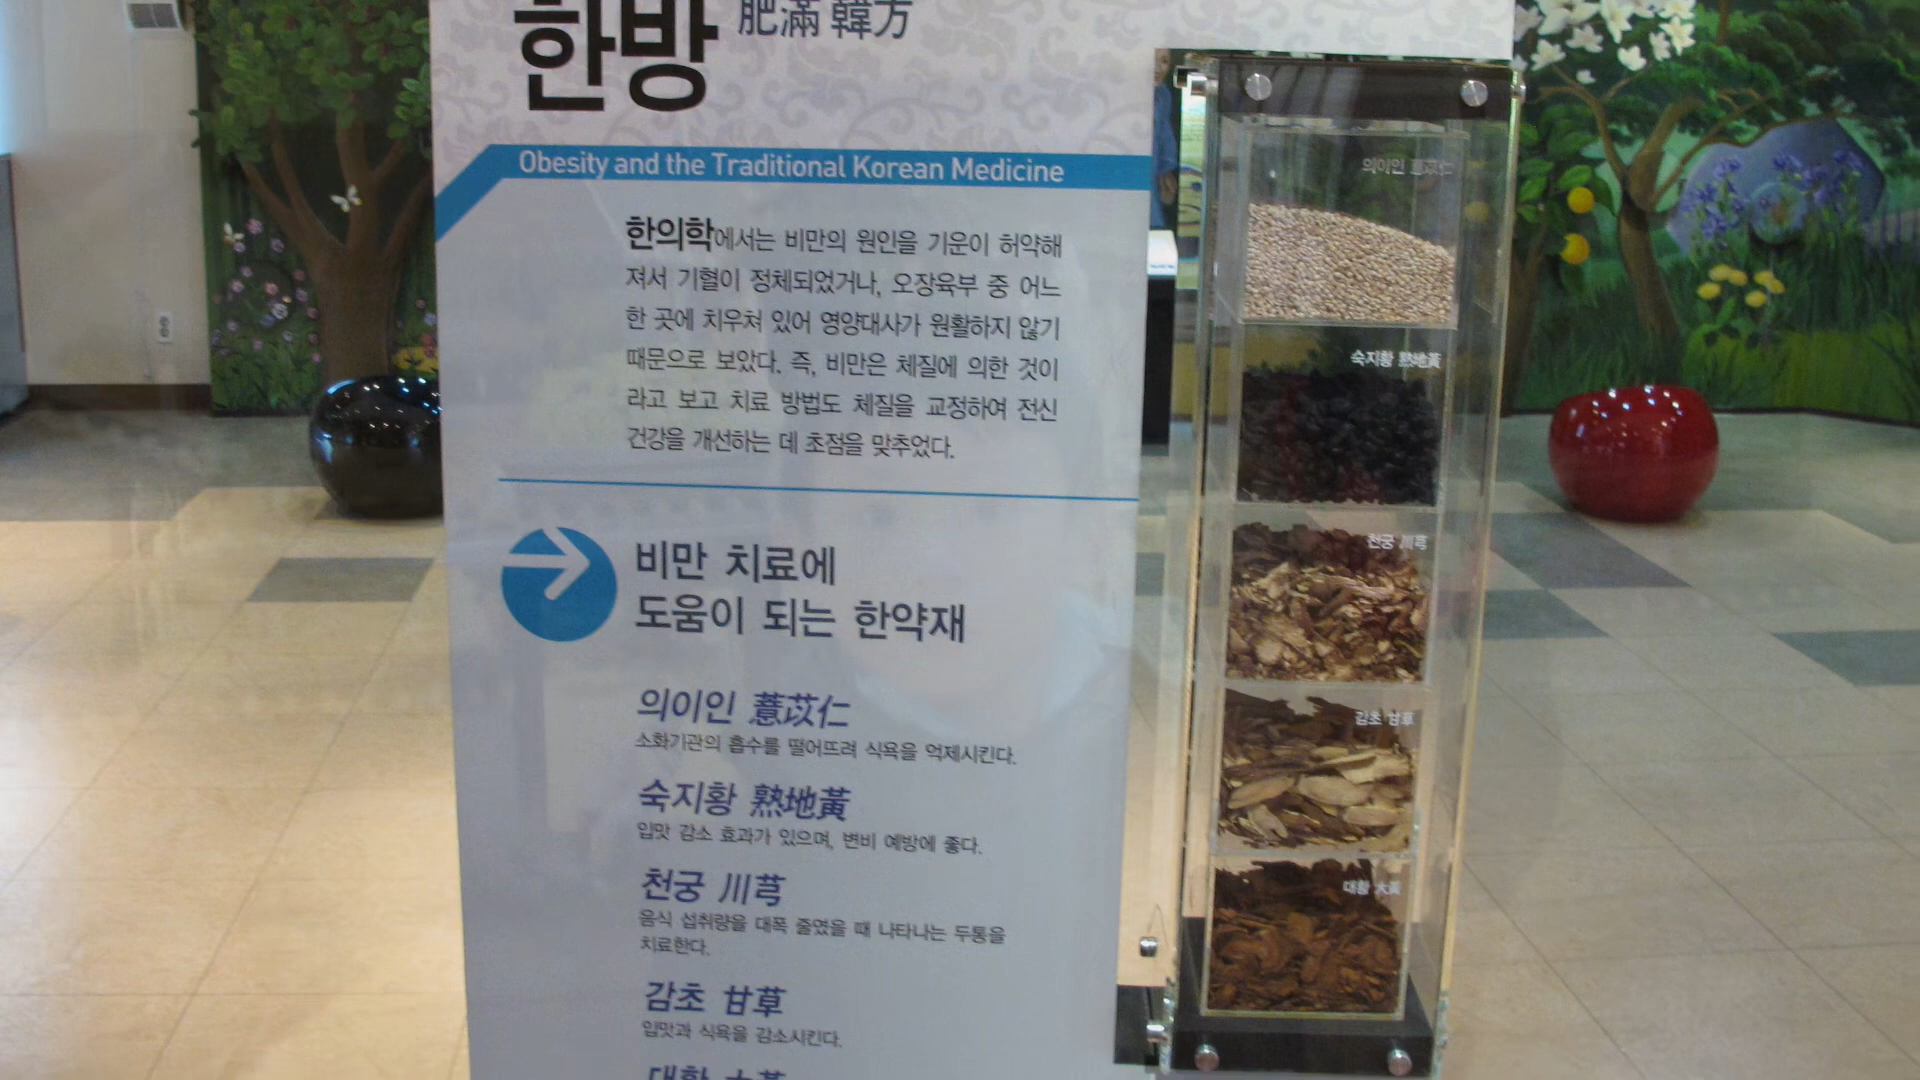 한방 肥滿 韓方
Obesity and the Traditional Korean Medicine
한의학에서는 비만의 원인을 기운이 허약해
져서 기혈이 정체되었거나, 오장육부 중 어느
한 곳에 치우쳐 있어 영양대사가 원활하지 않기
때문으로 보았다. 즉, 비만은 체질에 의한 것이
라고 보고 치료 방법도 체질을 교정하여 전신
건강을 개선하는 데 초점을 맞추었다.
비만 치료에
도움이 되는 한약재
의이인 薏苡仁
소화기관의 흡수를 떨어뜨려 식욕을 억제시킨다.
숙지황 熟地黃
입맛 감소 효과가 있으며, 변비 예방에 좋다.
천궁 川芎
음식 섭취량을 대폭 줄였을 때 나타나는 두통을
치료한다.
감초 甘草
입맛과 식욕을 감소시킨다.
대황 大黃
의이인 薏苡仁
숙지황 熟地黃
천궁 川芎
감초 甘草
대황 大黃